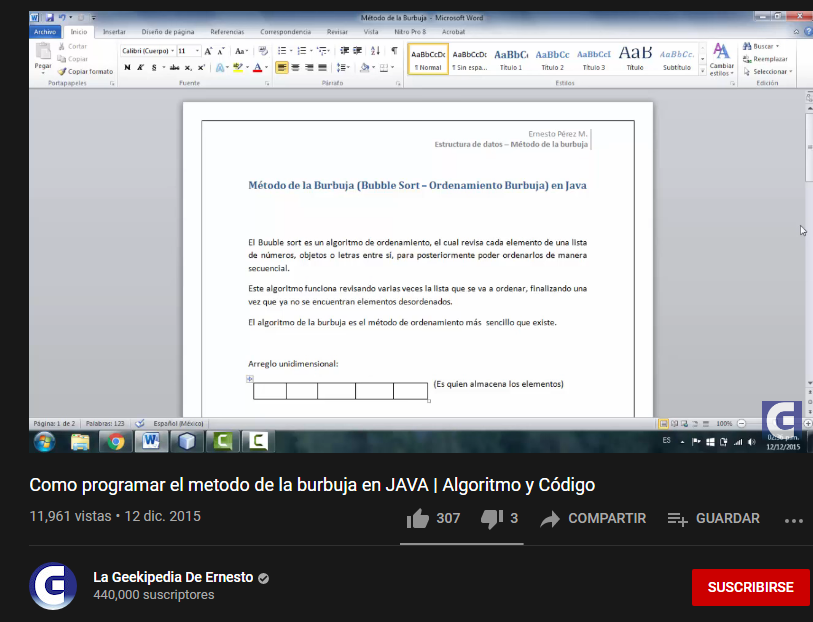 Método de la Burbuja - Microsoft Word
Archivo Inicio Insertar Diseño de página Referencias Correspondencia Revisar Vista Nitro Pro 8 Acrobat
Pegar
Cortar
Copiar
Copiar formato
Portapapeles
Calibri (Cuerpo) 11
Fuente
Párrafo
AaBbCcDc AaBbCcDc AaBbC AaBbCc AaBbCcI AaB AaBbCc.
¶ Normal ¶ Sin espa... Título 1 Título 2 Título 3 Título Subtítulo
Cambiar estilos
Estilos
Buscar
Reemplazar
Seleccionar
Edición
Ernesto Pérez M.
Estructura de datos – Método de la burbuja
Método de la Burbuja (Bubble Sort – Ordenamiento Burbuja) en Java
El Buuble sort es un algoritmo de ordenamiento, el cual revisa cada elemento de una lista
de números, objetos o letras entre sí, para posteriormente poder ordenarlos de manera
secuencial.
Este algoritmo funciona revisando varias veces la lista que se va a ordenar, finalizando una
vez que ya no se encuentran elementos desordenados.
El algoritmo de la burbuja es el método de ordenamiento más sencillo que existe.
Arreglo unidimensional:
(Es quien almacena los elementos)
Página: 1 de 2 Palabras: 123 Español (México) 100%
ES
12/12/2015
Como programar el metodo de la burbuja en JAVA | Algoritmo y Código
11,961 vistas • 12 dic. 2015
307 3 COMPARTIR GUARDAR
La Geekipedia De Ernesto
440,000 suscriptores
SUSCRIBIRSE